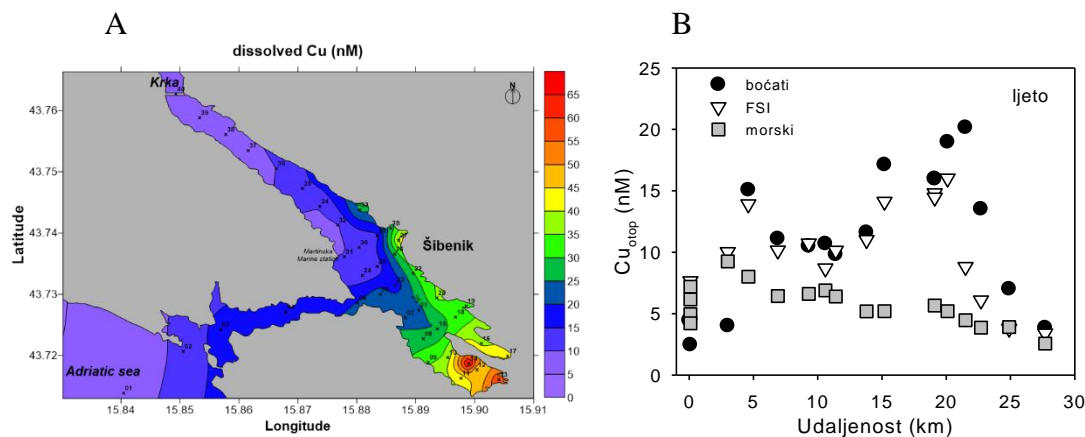 A
B
dissolved Cu (nM)
Krka
N
43.76
43.75
43.74
43.73
43.72
Latitude
Šibenik
Martinska
Marine station
Adriatic sea
15.84 15.85 15.86 15.87 15.88 15.89 15.90 15.91
Longitude
65
60
55
50
45
40
35
30
25
20
15
10
5
0
25
20
15
10
5
0
Cu otop (nM)
boćati
FSI
morski
ljeto
0 5 10 15 20 25 30
Udaljenost (km)